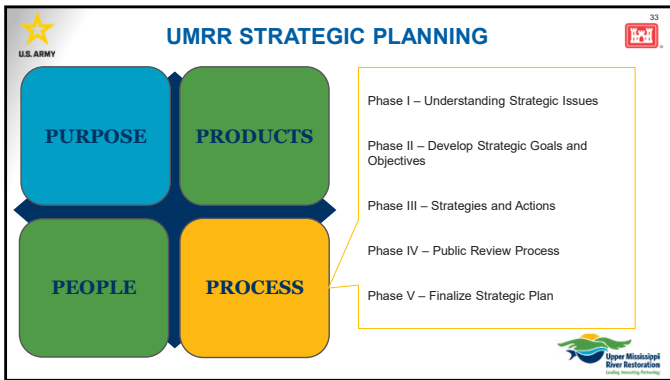 33
UMRR STRATEGIC PLANNING
U.S. ARMY
PURPOSE
PRODUCTS
PEOPLE
PROCESS
Phase I – Understanding Strategic Issues
Phase II – Develop Strategic Goals and
Objectives
Phase III – Strategies and Actions
Phase IV – Public Review Process
Phase V – Finalize Strategic Plan
Upper Mississippi
River Restoration
Leading Innovating Partnering